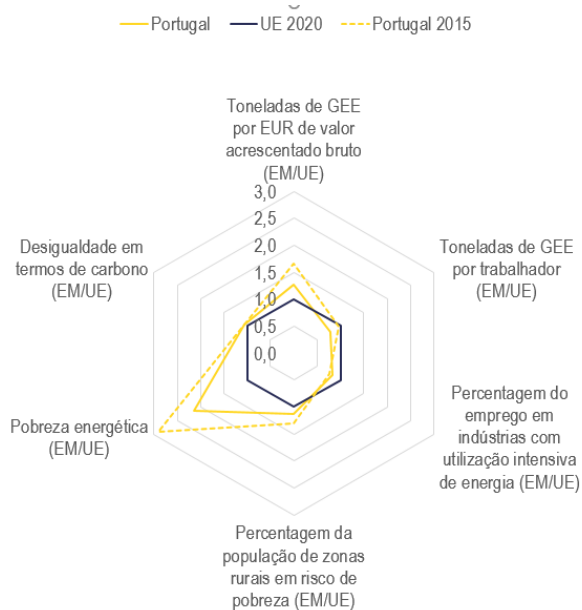 Portugal UE 2020 Portugal 2015
Toneladas de GEE
por EUR de valor
acrescentado bruto
(EM/UE)
3,0
2,5
2,0
1,5
1,0
0,5
0,0
Toneladas de GEE
por trabalhador
(EM/UE)
Percentagem do
emprego em
indústrias com
utilização intensiva
de energia (EM/UE)
Percentagem da
população de zonas
rurais em risco de
pobreza (EM/UE)
Pobreza energética
(EM/UE)
Desigualdade em
termos de carbono
(EM/UE)